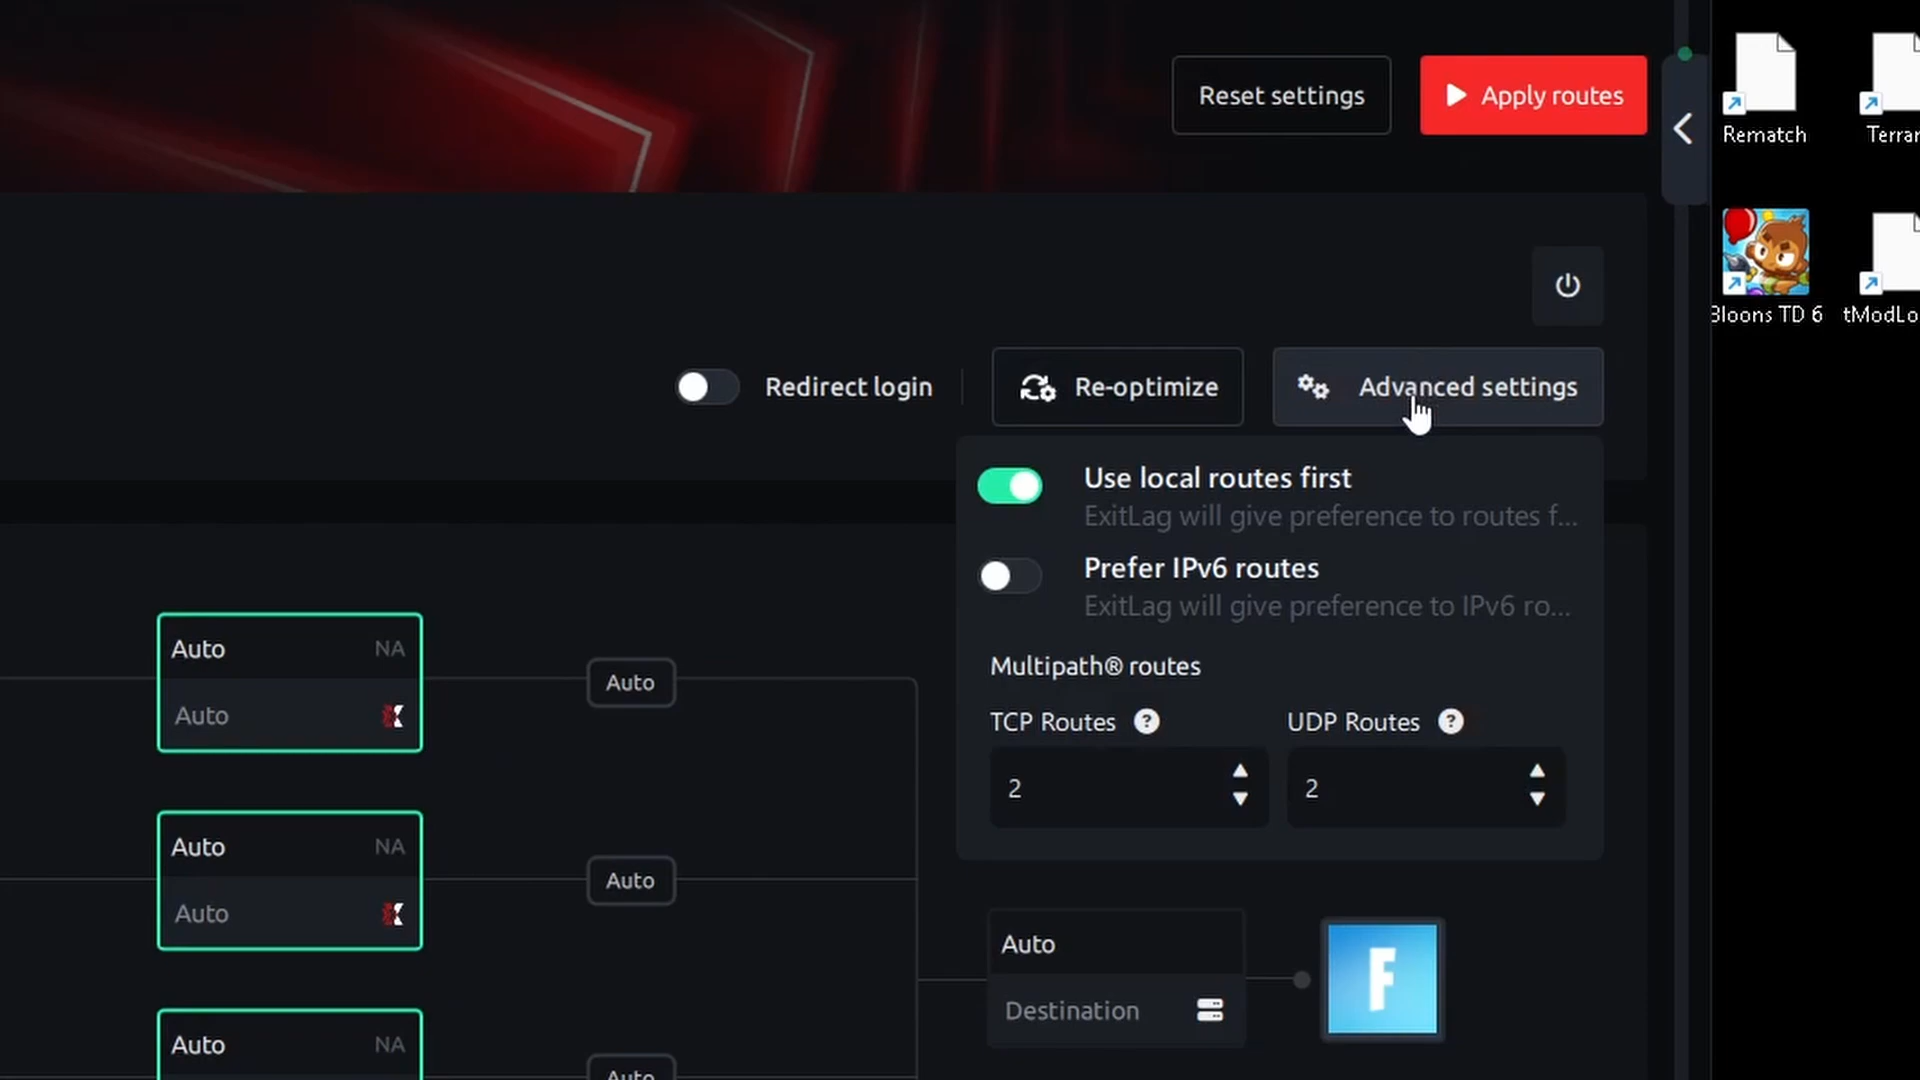 Reset settings
Apply routes
Rematch
Terrar
Bloons TD 6
tModLo
Redirect login
Re-optimize
Advanced settings
Use local routes first
ExitLag will give preference to routes f...
Prefer IPv6 routes
ExitLag will give preference to IPv6 ro...
Multipath® routes
TCP Routes ?
UDP Routes ?
2
2
Auto NA
Auto
Auto
Auto NA
Auto
Auto
Auto
Destination
F
Auto NA
Auto